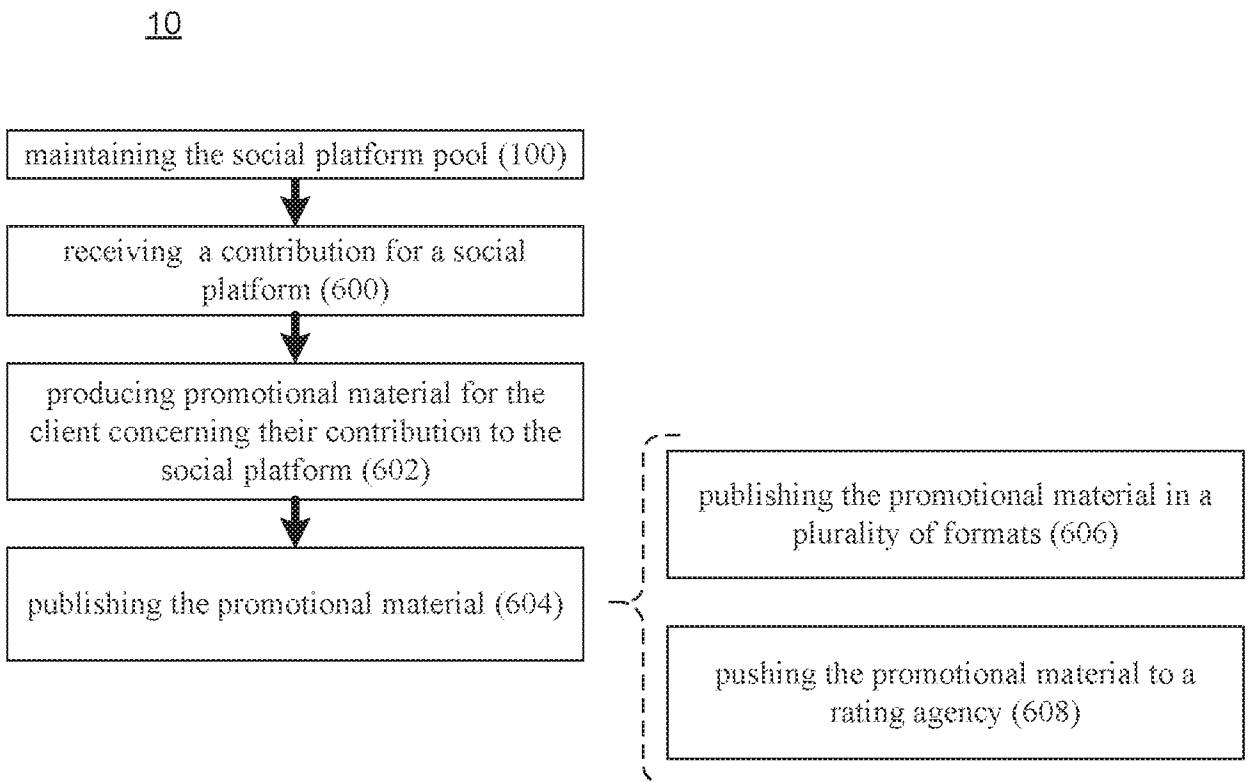 10
maintaining the social platform pool (100)
receiving a contribution for a social
platform (600)
producing promotional material for the
client concerning their contribution to the
social platform (602)
publishing the promotional material (604)
publishing the promotional material in a
plurality of formats (606)
pushing the promotional material to a
rating agency (608)